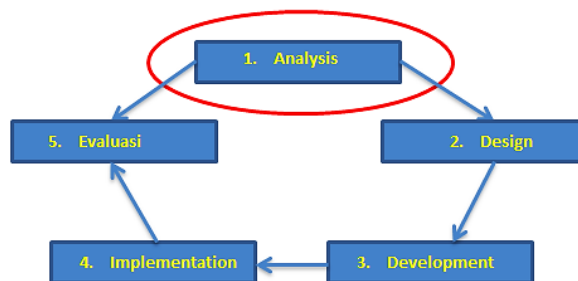 1. Analysis
2. Design
3. Development
4. Implementation
5. Evaluasi